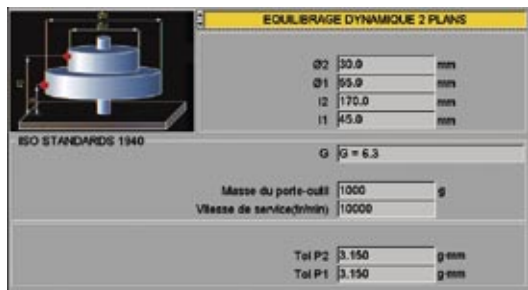 EQUILIBRAGE DYNAMIQUE 2 PLANS
Ø2 30.0 mm
Ø1 55.0 mm
l2 170.0 mm
l1 45.0 mm
ISO STANDARDS 1940
G G = 6.3
Masse du porte-outil 1000 g
Vitesse de service(tr/min) 10000
Tol P2 3.150 g·mm
Tol P1 3.150 g·mm